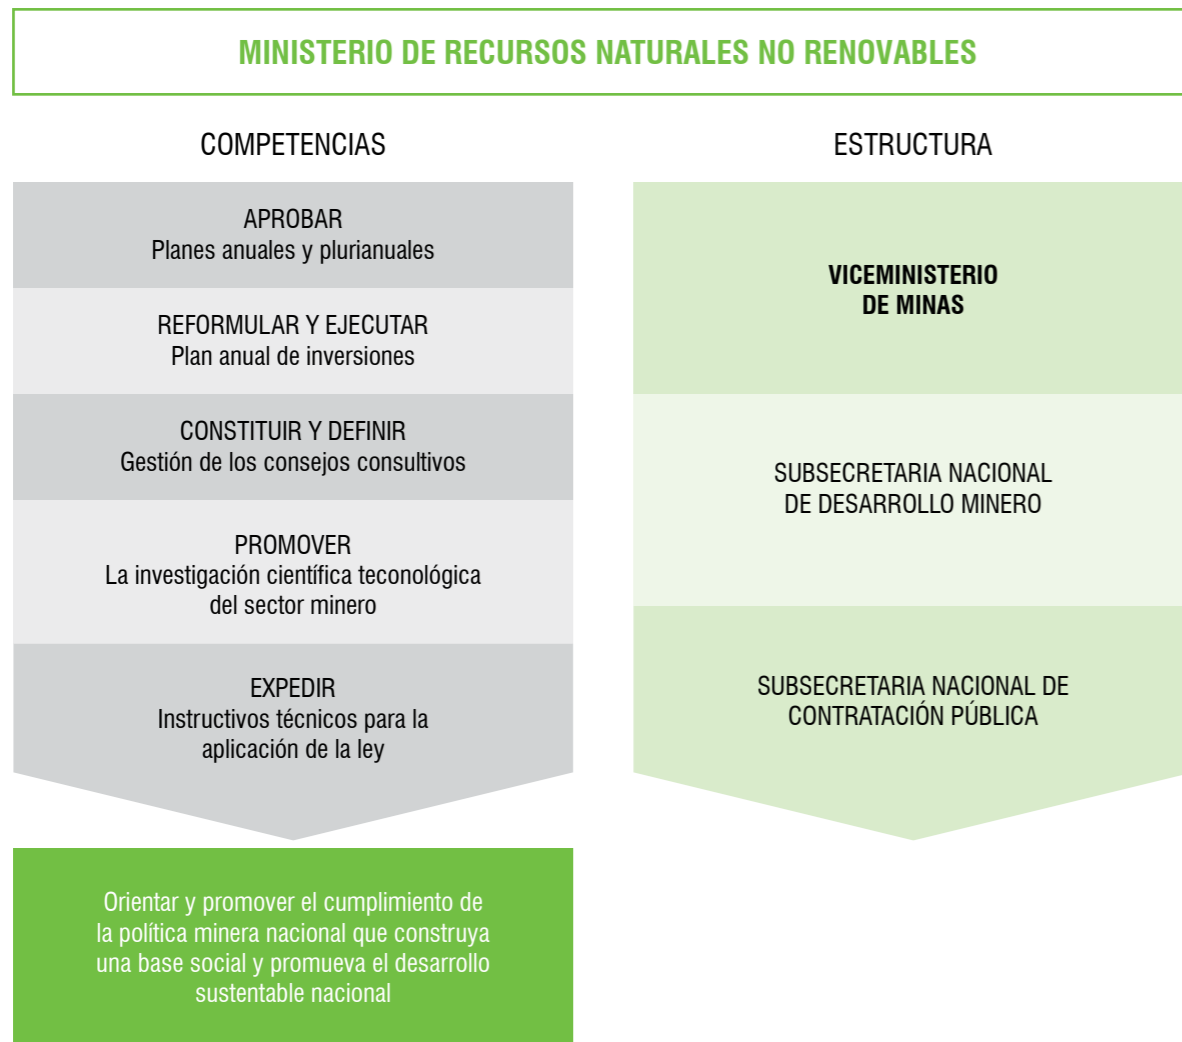 MINISTERIO DE RECURSOS NATURALES NO RENOVABLES
COMPETENCIAS
APROBAR
Planes anuales y plurianuales
REFORMULAR Y EJECUTAR
Plan anual de inversiones
CONSTITUIR Y DEFINIR
Gestión de los consejos consultivos
PROMOVER
La investigación científica teconológica
del sector minero
EXPEDIR
Instructivos técnicos para la
aplicación de la ley
Orientar y promover el cumplimiento de
la política minera nacional que construya
una base social y promueva el desarrollo
sustentable nacional
ESTRUCTURA
VICEMINISTERIO
DE MINAS
SUBSECRETARIA NACIONAL
DE DESARROLLO MINERO
SUBSECRETARIA NACIONAL DE
CONTRATACIÓN PÚBLICA